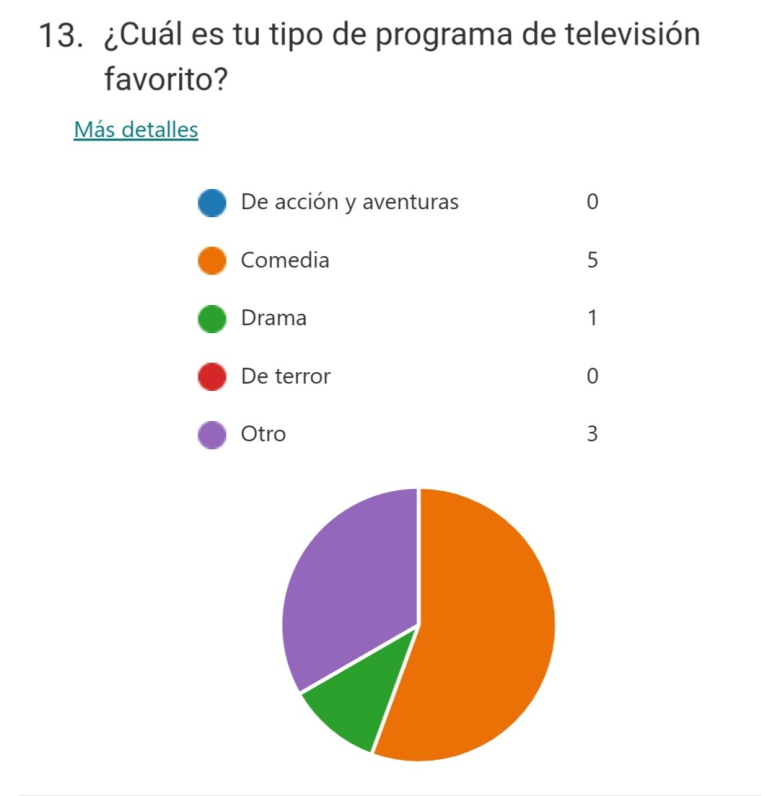 13. ¿Cuál es tu tipo de programa de televisión
favorito?
Más detalles
De acción y aventuras 0
Comedia 5
Drama 1
De terror 0
Otro 3